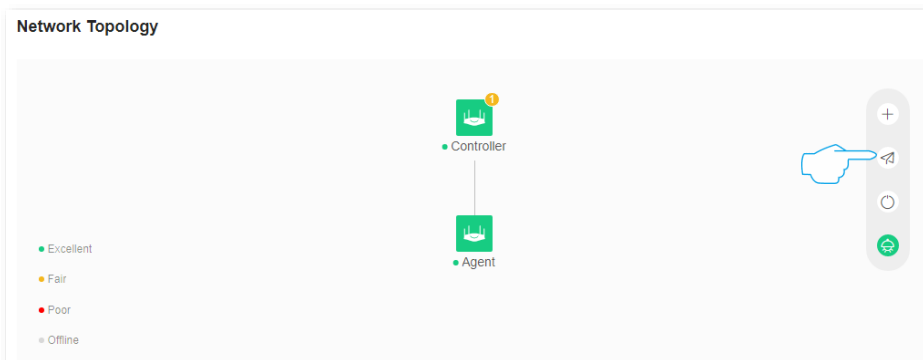 Network Topology
1
Controller
Agent
Excellent
Fair
Poor
Offline